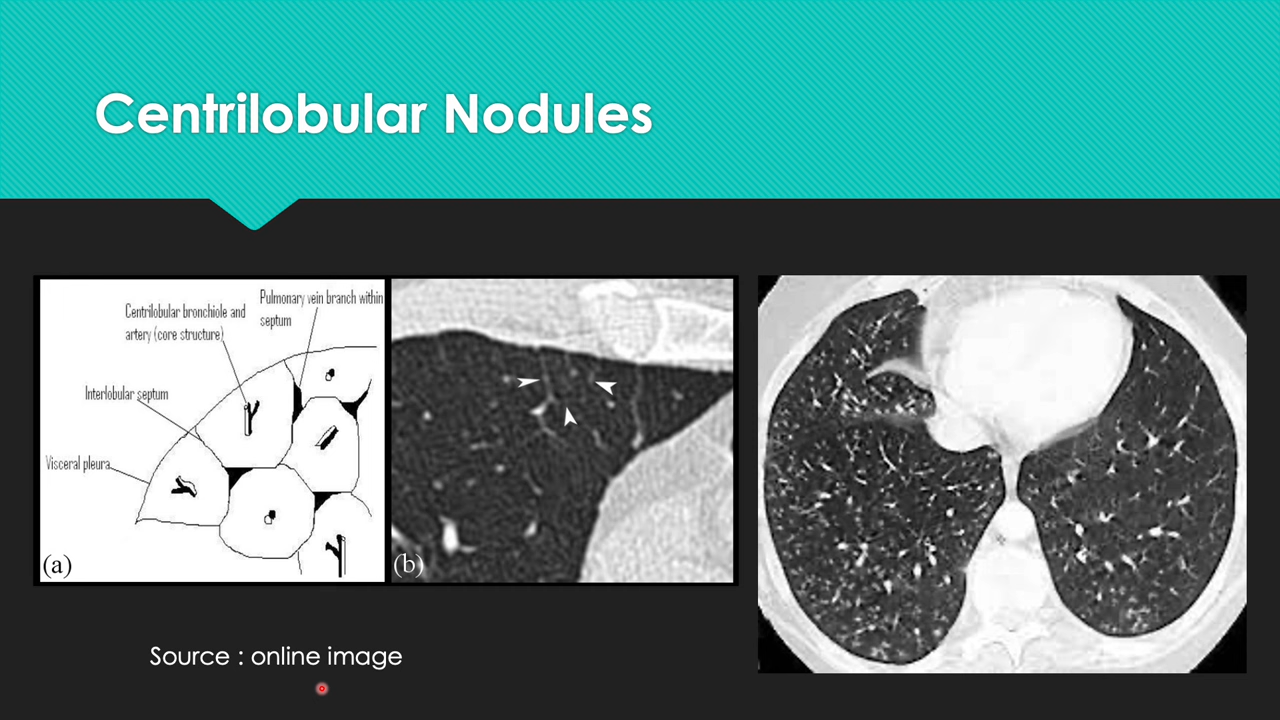 Centrilobular Nodules
Pulmonary vein branch within
septum
Centrilobular bronchiole and
artery (core structure)
Interlobular septum
Visceral pleura
(a)
(b)
Source : online image